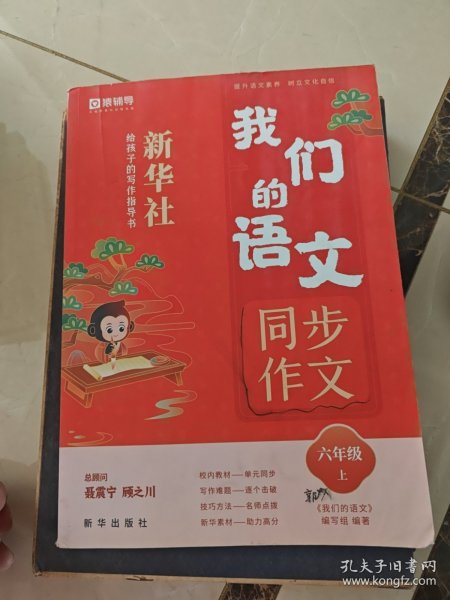 猿辅导
提升语文素养 树立文化自信
新华社
给孩子的写作指导书
我们的语文
同步
作文
六年级
上
总顾问
聂震宁 顾之川
新华出版社
校内教材——单元同步
写作难题——逐个击破
技巧方法——名师点拨
新华素材——助力高分
《我们的语文》
编写组 编著
孔夫子旧书网
www.kongfz.com